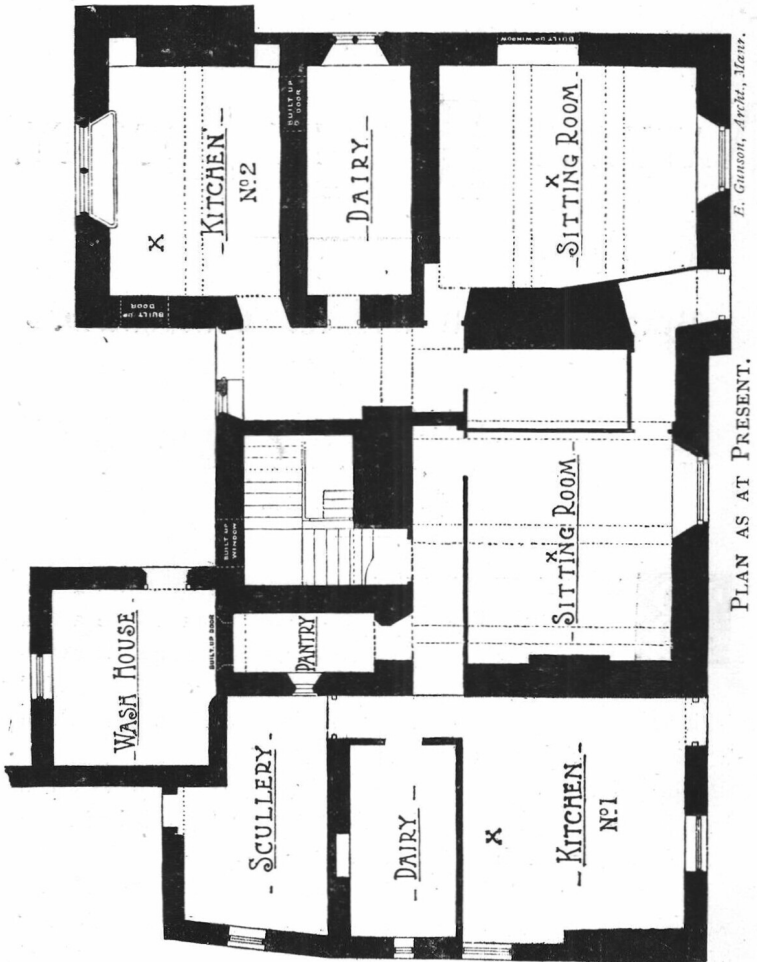 KITCHEN
Nº2
BUILT UP
DOOR
BUILT UP
DOOR
DAIRY
BUILT UP WINDOW
SITTING ROOM
X
X
BUILT UP
WINDOW
SITTING ROOM
X
WASH HOUSE
BUILT UP DOOR
PANTRY
SCULLERY
DAIRY
KITCHEN
Nº1
X
E. Gunson, Archt., Manr.
PLAN AS AT PRESENT.